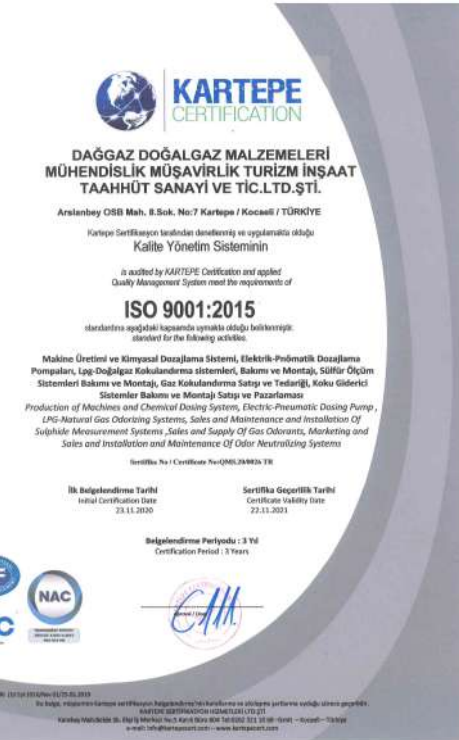 KARTEPE
CERTIFICATION
DAĞGAZ DOĞALGAZ MALZEMELERİ
MÜHENDİSLİK MÜŞAVİRLİK TURİZM İNŞAAT
TAAHHÜT SANAYİ VE TİC.LTD.ŞTİ.
Arslanbey OSB Mah. 8.Sok. No:7 Kartepe / Kocaeli / TÜRKİYE
Kartepe Sertifikasyon tarafından denetlenmiş ve uygulamakta olduğu
Kalite Yönetim Sisteminin
is audited by KARTEPE Certification and applied
Quality Management System meet the requirements of
ISO 9001:2015
standardına aşağıdaki kapsamda uymakta olduğu belirlenmiştir.
standard for the following activities.
Makine Üretimi ve Kimyasal Dozajlama Sistemi, Elektrik-Pnömatik Dozajlama
Pompaları, Lpg-Doğalgaz Kokulandırma sistemleri, Bakımı ve Montajı, Sülfür Ölçüm
Sistemleri Bakımı ve Montajı, Gaz Kokulandırma Satışı ve Tedariği, Koku Giderici
Sistemler Bakımı ve Montajı Satışı ve Pazarlaması
Production of Machines and Chemical Dosing System, Electric-Pneumatic Dosing Pump ,
LPG-Natural Gas Odorizing Systems, Sales and Maintenance and Installation Of
Sulphide Measurement Systems ,Sales and Supply Of Gas Odorants, Marketing and
Sales and Installation and Maintenance Of Odor Neutralizing Systems
Sertifika No / Certificate No:QMS.20/0026 TR
İlk Belgelendirme Tarihi
Initial Certification Date
23.11.2020
Sertifika Geçerlilik Tarihi
Certificate Validity Date
22.11.2021
Belgelendirme Periyodu : 3 Yıl
Certification Period : 3 Years
NAC